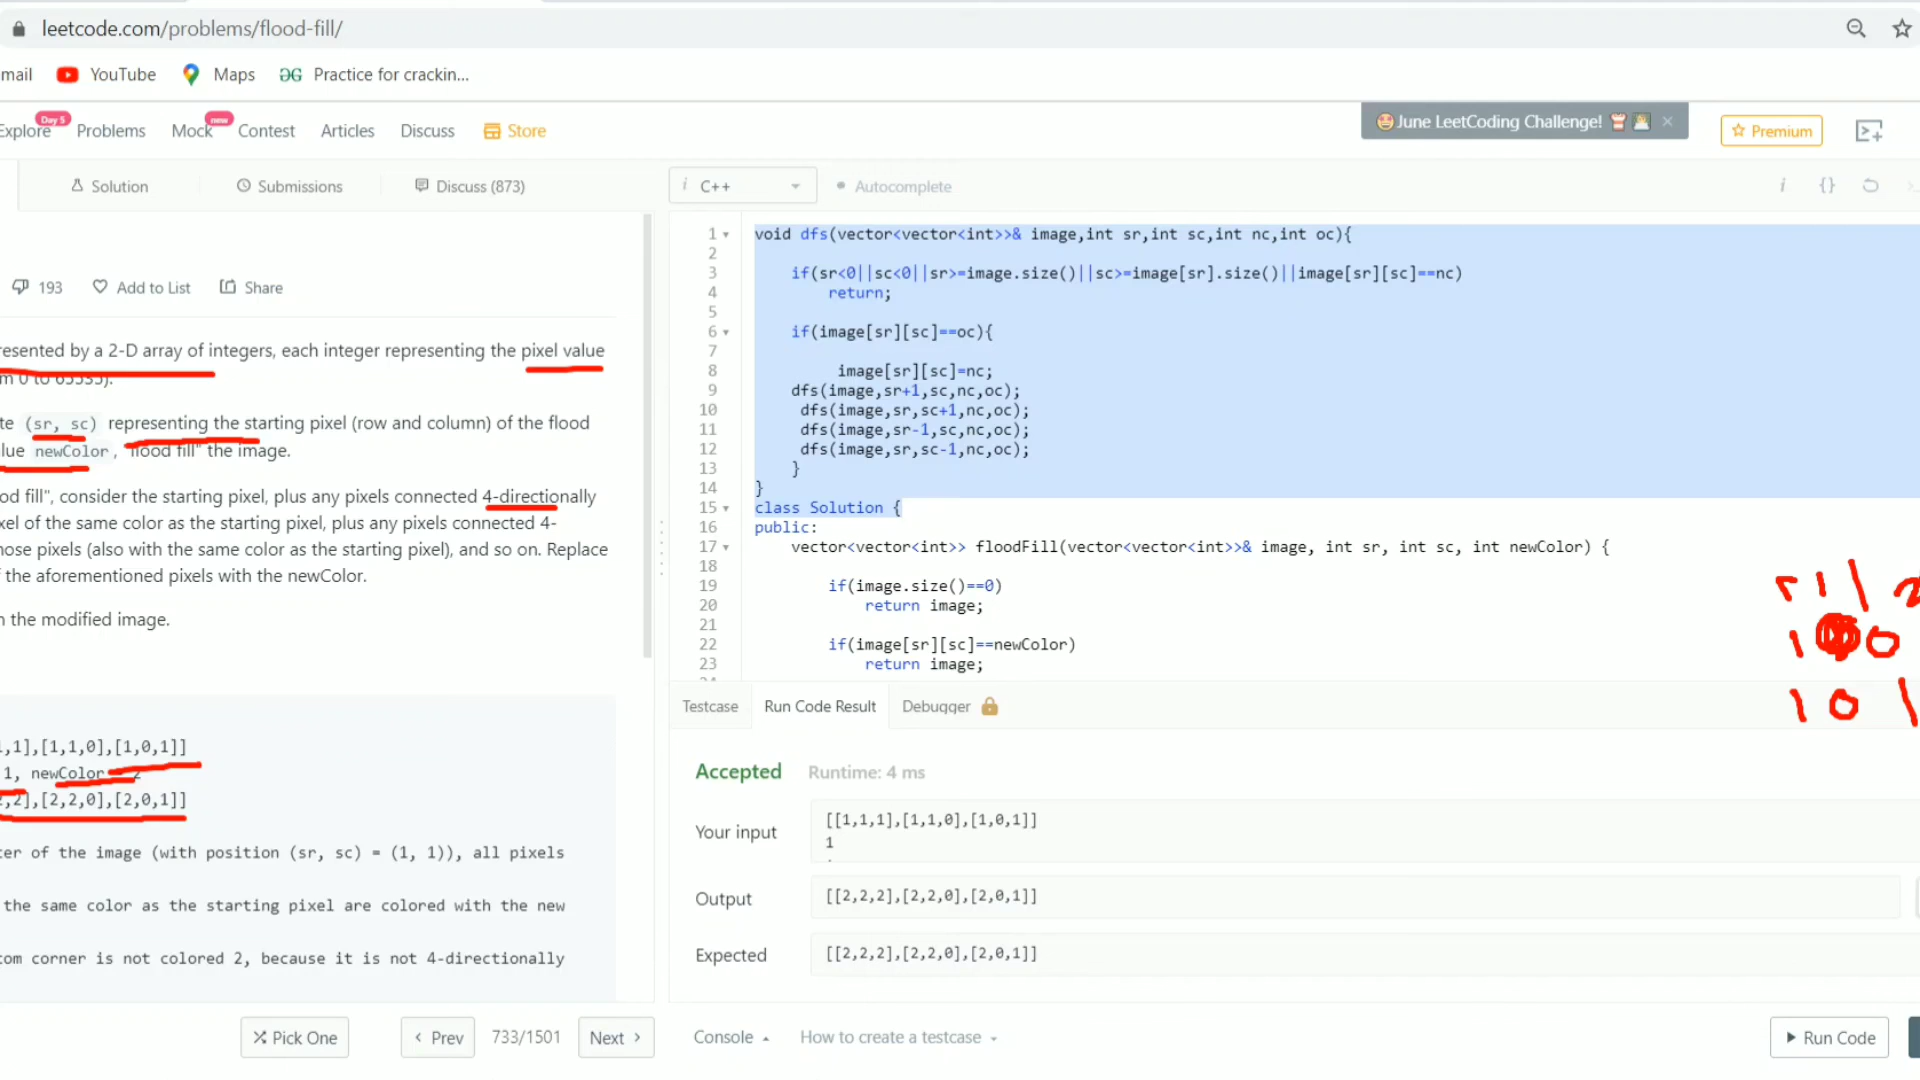 leetcode.com/problems/flood-fill/
mail YouTube Maps Practice for crackin...
Explore Day 5 Problems Mock new Contest Articles Discuss Store
June LeetCoding Challenge!
Premium
Solution Submissions Discuss (873)
i C++ Autocomplete
193 Add to List Share
resented by a 2-D array of integers, each integer representing the pixel value
m 0 to 65535).
te (sr, sc) representing the starting pixel (row and column) of the flood
lue newColor, "flood fill" the image.
od fill", consider the starting pixel, plus any pixels connected 4-directionally
xel of the same color as the starting pixel, plus any pixels connected 4-
hose pixels (also with the same color as the starting pixel), and so on. Replace
f the aforementioned pixels with the newColor.
n the modified image.
1,1],[1,1,0],[1,0,1]]
1, newColor = 2
2,2],[2,2,0],[2,0,1]]
ter of the image (with position (sr, sc) = (1, 1)), all pixels
the same color as the starting pixel are colored with the new
tom corner is not colored 2, because it is not 4-directionally
Pick One
Prev 733/1501 Next
1 void dfs(vector<vector<int>>& image,int sr,int sc,int nc,int oc){
2
3 if(sr<0||sc<0||sr>=image.size()||sc>=image[sr].size()||image[sr][sc]==nc)
4 return;
5
6 if(image[sr][sc]==oc){
7
8 image[sr][sc]=nc;
9 dfs(image,sr+1,sc,nc,oc);
10 dfs(image,sr,sc+1,nc,oc);
11 dfs(image,sr-1,sc,nc,oc);
12 dfs(image,sr,sc-1,nc,oc);
13 }
14 }
15 class Solution {
16 public:
17 vector<vector<int>> floodFill(vector<vector<int>>& image, int sr, int sc, int newColor) {
18
19 if(image.size()==0)
20 return image;
21
22 if(image[sr][sc]==newColor)
23 return image;
1 0
1 0 1
Testcase Run Code Result Debugger
Accepted Runtime: 4 ms
Your input
[[1,1,1],[1,1,0],[1,0,1]]
1
Output
[[2,2,2],[2,2,0],[2,0,1]]
Expected
[[2,2,2],[2,2,0],[2,0,1]]
Console How to create a testcase
Run Code